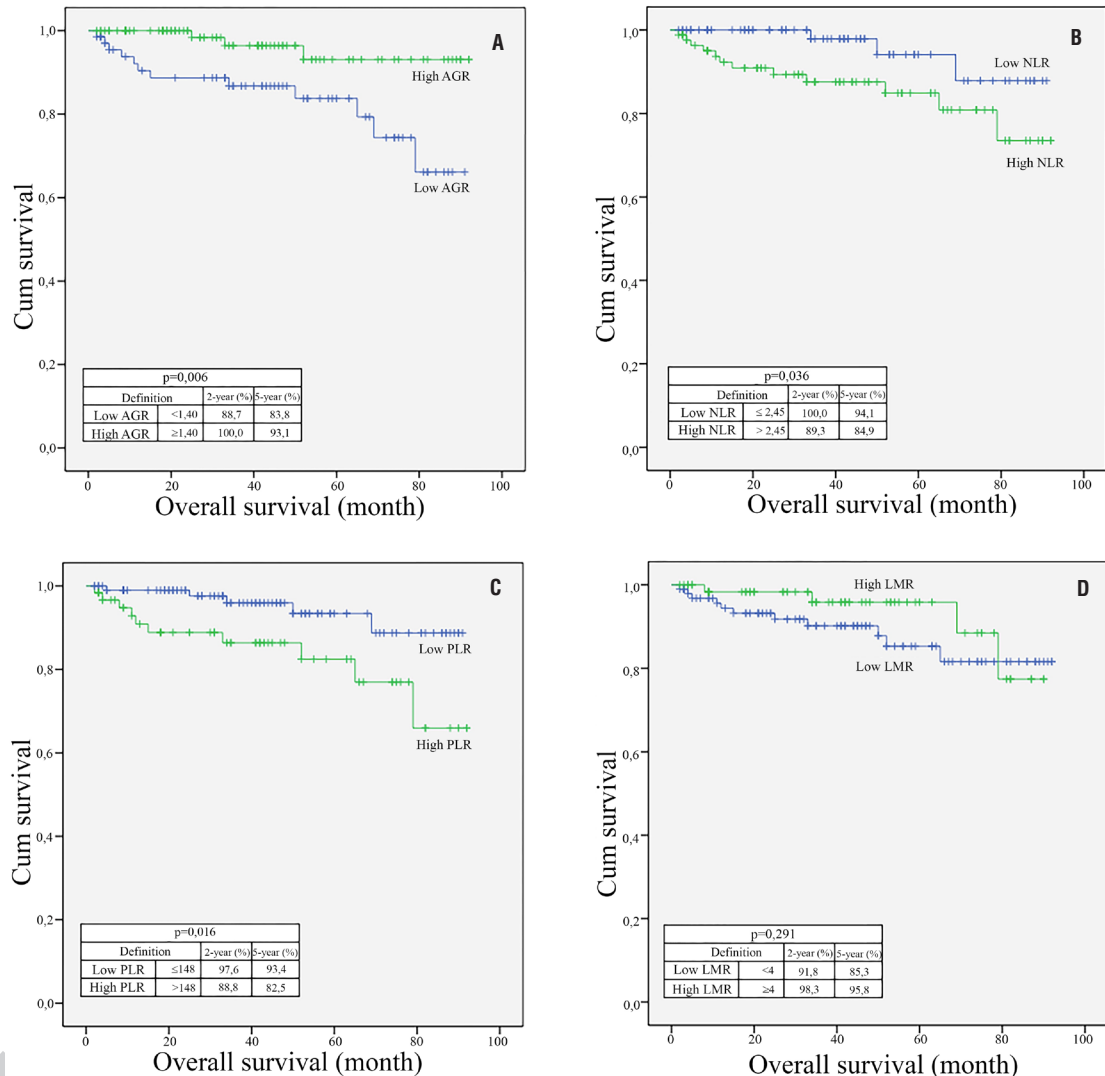 A
1,0
0,8
0,6
0,4
0,2
0,0
Cum survival
High AGR
Low AGR
p=0,006
Definition 2-year (%) 5-year (%)
Low AGR <1,40 88,7 83,8
High AGR ≥1,40 100,0 93,1
0 20 40 60 80 100
Overall survival (month)
B
1,0
0,8
0,6
0,4
0,2
0,0
Cum survival
Low NLR
High NLR
p=0,036
Definition 2-year (%) 5-year (%)
Low NLR ≤ 2,45 100,0 94,1
High NLR > 2,45 89,3 84,9
0 20 40 60 80 100
Overall survival (month)
C
1,0
0,8
0,6
0,4
0,2
0,0
Cum survival
Low PLR
High PLR
p=0,016
Definition 2-year (%) 5-year (%)
Low PLR ≤148 97,6 93,4
High PLR >148 88,8 82,5
0 20 40 60 80 100
Overall survival (month)
D
1,0
0,8
0,6
0,4
0,2
0,0
Cum survival
High LMR
Low LMR
p=0,291
Definition 2-year (%) 5-year (%)
Low LMR <4 91,8 85,3
High LMR ≥4 98,3 95,8
0 20 40 60 80 100
Overall survival (month)